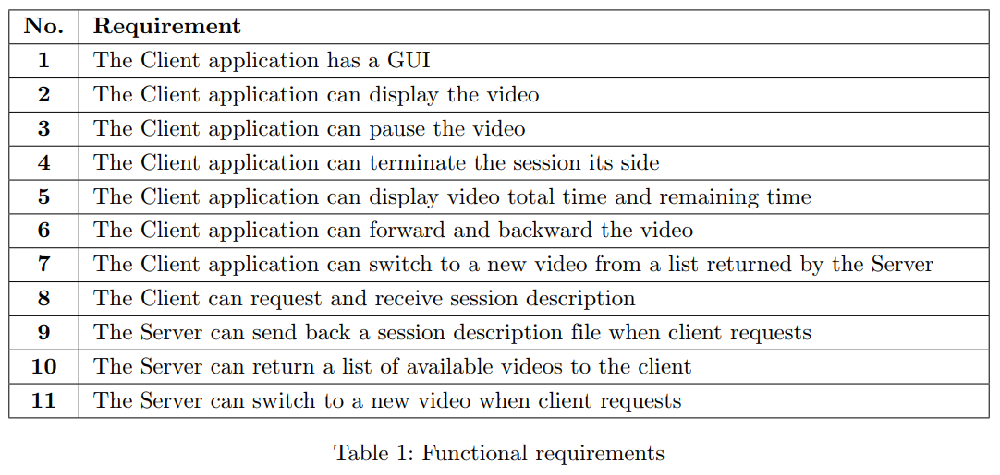 No. Requirement
1 The Client application has a GUI
2 The Client application can display the video
3 The Client application can pause the video
4 The Client application can terminate the session its side
5 The Client application can display video total time and remaining time
6 The Client application can forward and backward the video
7 The Client application can switch to a new video from a list returned by the Server
8 The Client can request and receive session description
9 The Server can send back a session description file when client requests
10 The Server can return a list of available videos to the client
11 The Server can switch to a new video when client requests
Table 1: Functional requirements